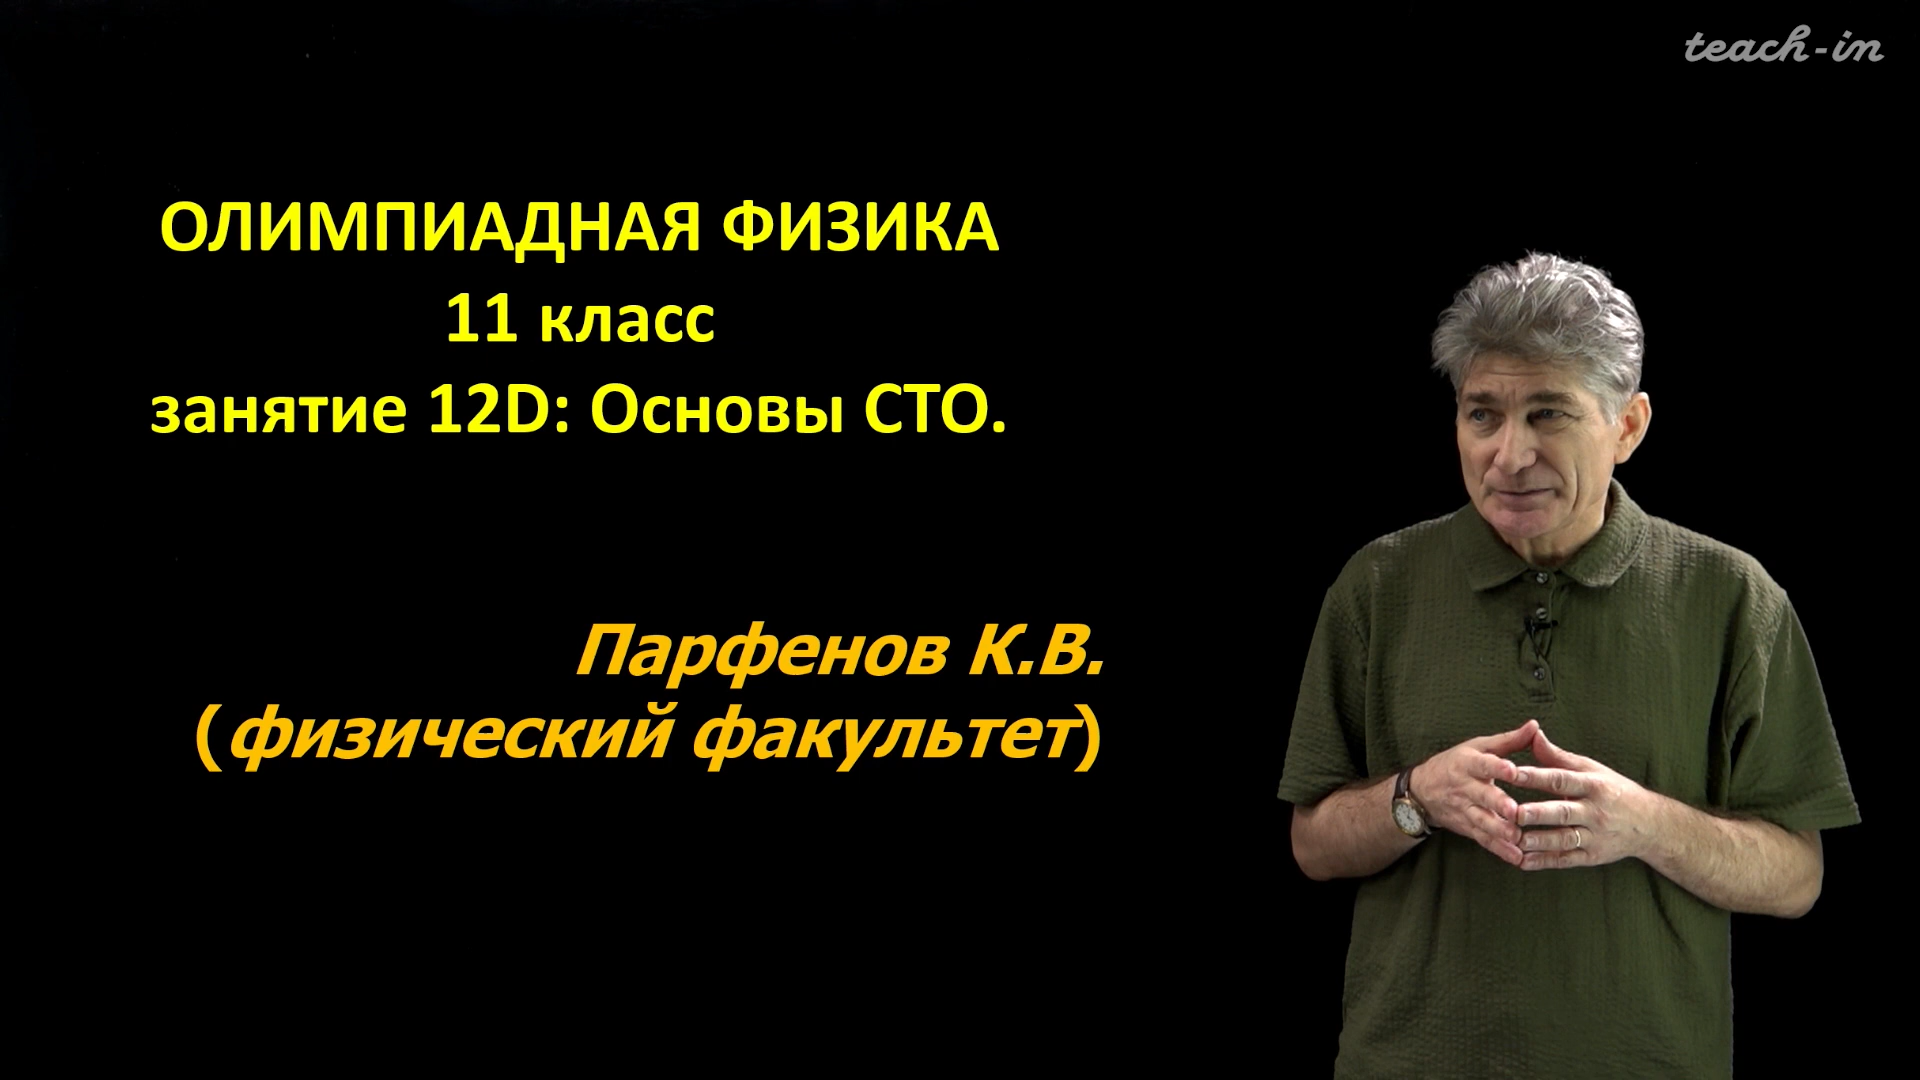 teach-in
ОЛИМПИАДНАЯ ФИЗИКА
11 класс
занятие 12D: Основы СТО.
Парфенов К.В.
(физический факультет)